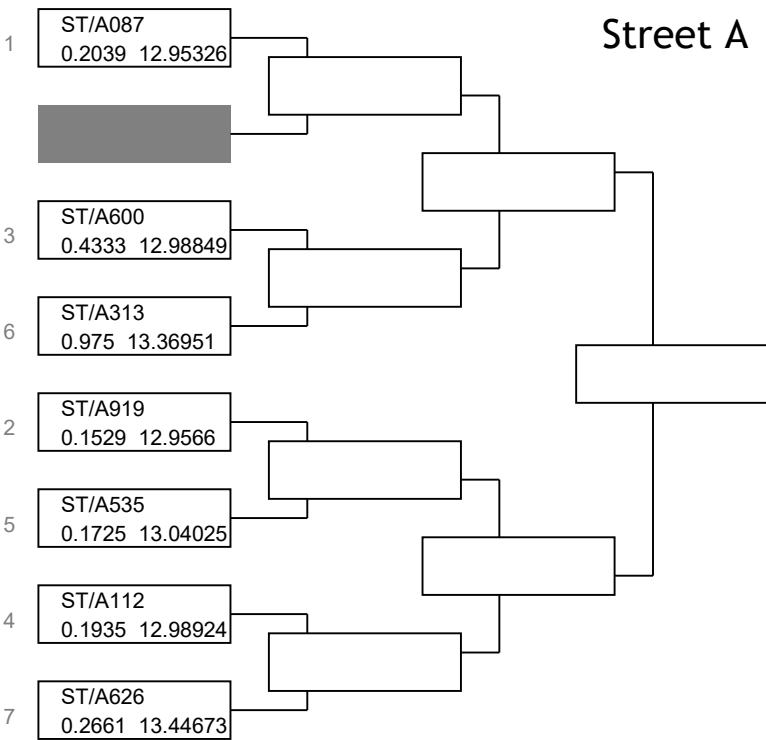 Street A
1
ST/A087
0.2039 12.95326
3
ST/A600
0.4333 12.98849
6
ST/A313
0.975 13.36951
2
ST/A919
0.1529 12.9566
5
ST/A535
0.1725 13.04025
4
ST/A112
0.1935 12.98924
7
ST/A626
0.2661 13.44673